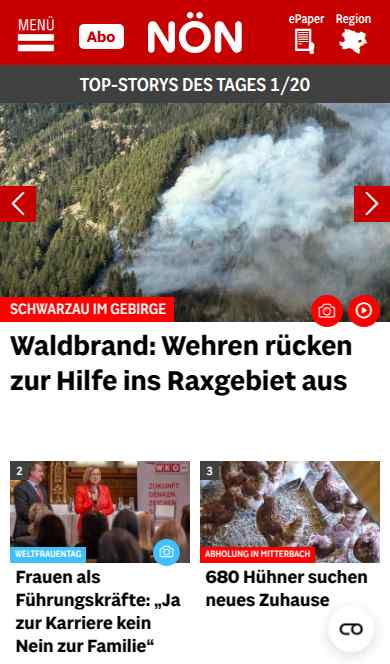 MENÜ
Abo
NÖN
ePaper
Region
TOP-STORYS DES TAGES 1/20
SCHWARZAU IM GEBIRGE
Waldbrand: Wehren rücken
zur Hilfe ins Raxgebiet aus
2
WKO
ZUKUNFT
DENKEN
ZEICHEN
WELTFRAUENTAG
Frauen als
Führungskräfte: „Ja
zur Karriere kein
Nein zur Familie“
3
ABHOLUNG IN MITTERBACH
680 Hühner suchen
neues Zuhause